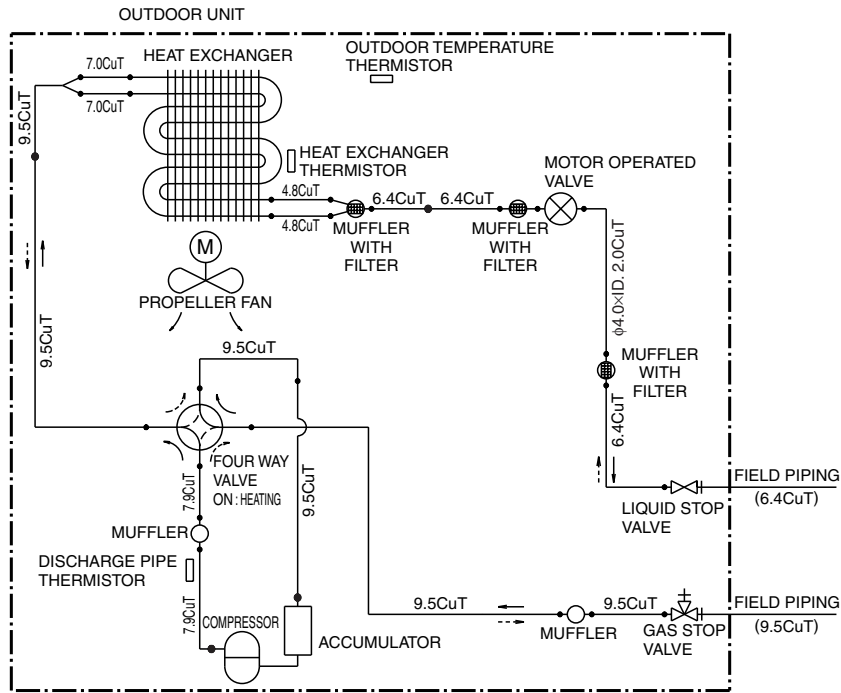 OUTDOOR UNIT
HEAT EXCHANGER
OUTDOOR TEMPERATURE
THERMISTOR
7.0CuT
7.0CuT
9.5CuT
HEAT EXCHANGER
THERMISTOR
MOTOR OPERATED
VALVE
4.8CuT
4.8CuT
6.4CuT
6.4CuT
MUFFLER
WITH
FILTER
MUFFLER
WITH
FILTER
M
PROPELLER FAN
ϕ4.0×ID. 2.0CuT
9.5CuT
9.5CuT
MUFFLER
WITH
FILTER
6.4CuT
FOUR WAY
VALVE
ON : HEATING
7.9CuT
9.5CuT
FIELD PIPING
(6.4CuT)
LIQUID STOP
VALVE
MUFFLER
DISCHARGE PIPE
THERMISTOR
7.9CuT
COMPRESSOR
ACCUMULATOR
9.5CuT
9.5CuT
MUFFLER
GAS STOP
VALVE
FIELD PIPING
(9.5CuT)